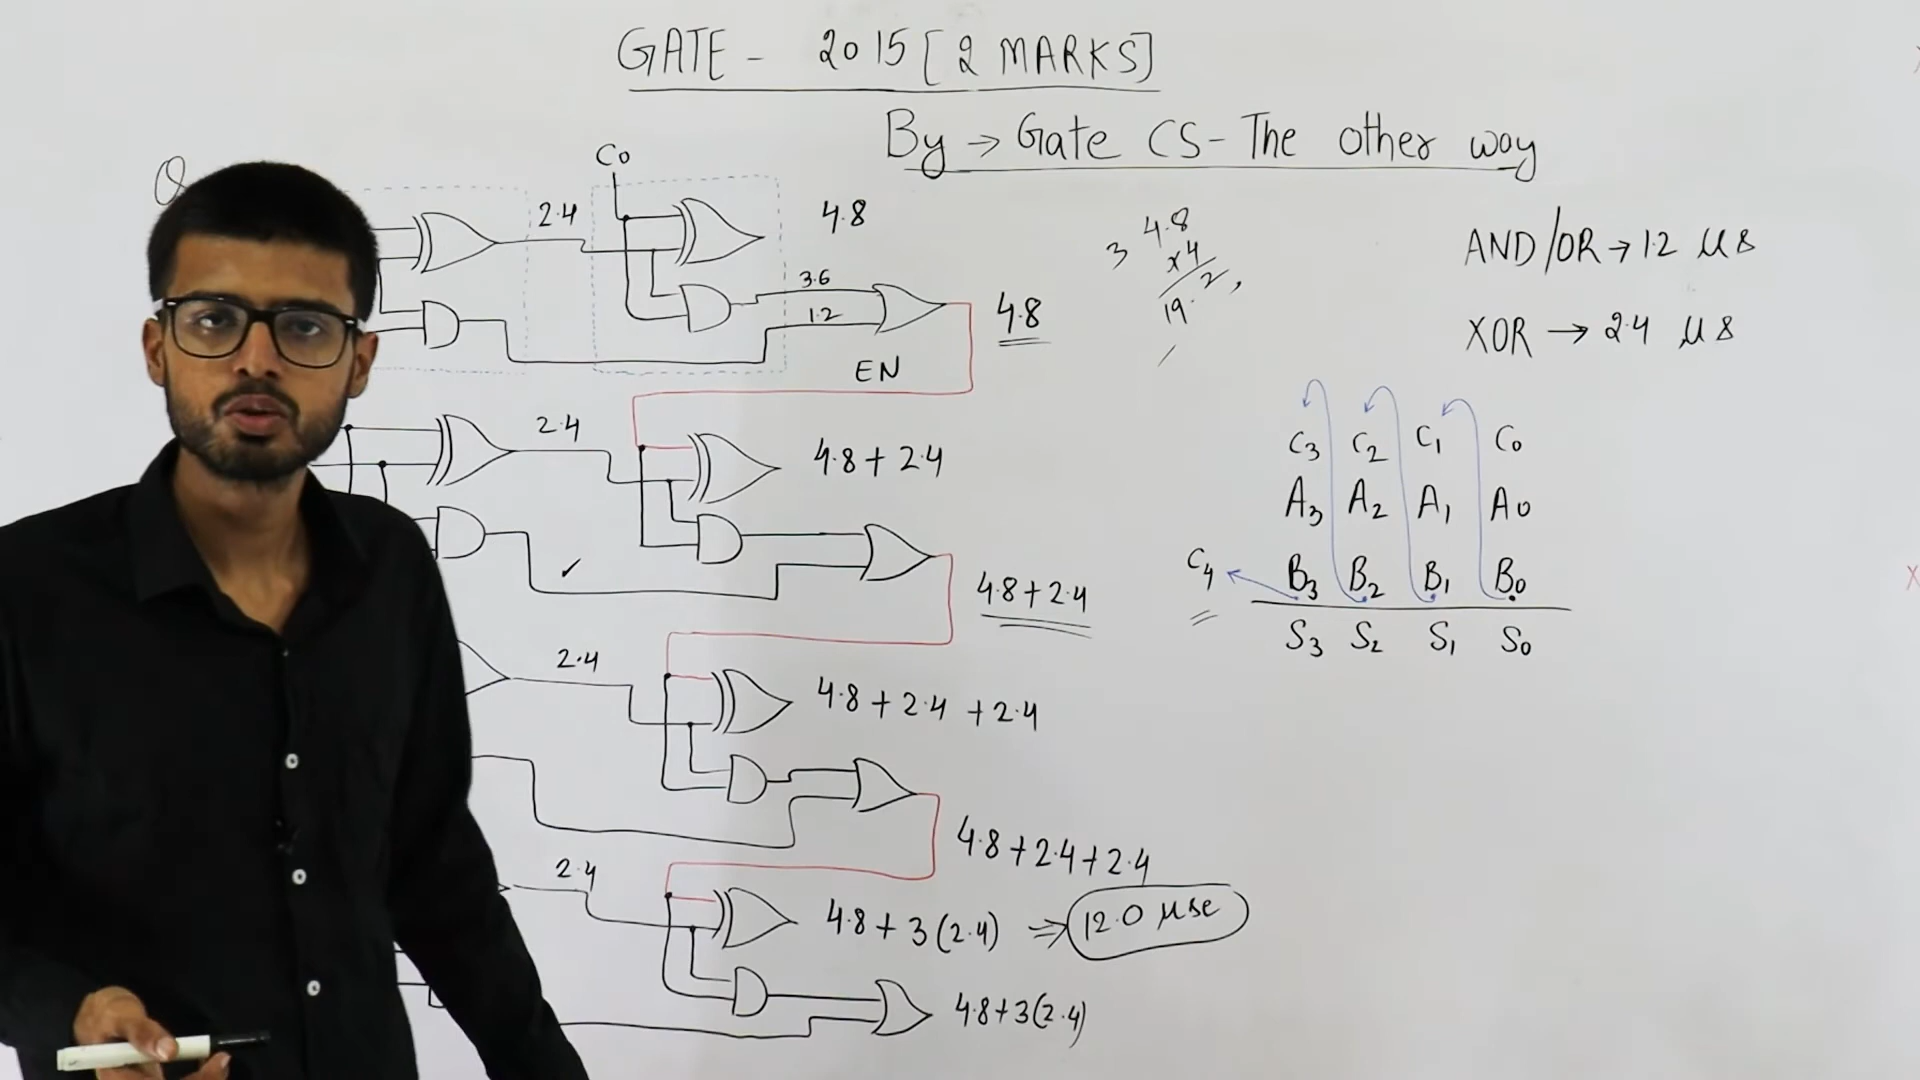 GATE - 2015 [2 MARKS]
By → Gate CS - The other way
C0
2.4
4.8
3.6
1.2
4.8
EN
3 4.8
x4
19.2,
AND/OR → 1.2 μs
XOR → 2.4 μs
2.4
4.8 + 2.4
4.8 + 2.4
C3 C2 C1 C0
A3 A2 A1 A0
C4 B3 B2 B1 B0
S3 S2 S1 S0
2.4
4.8 + 2.4 + 2.4
4.8 + 2.4 + 2.4
2.4
4.8 + 3(2.4) ⇒ 12.0 μse
4.8 + 3(2.4)